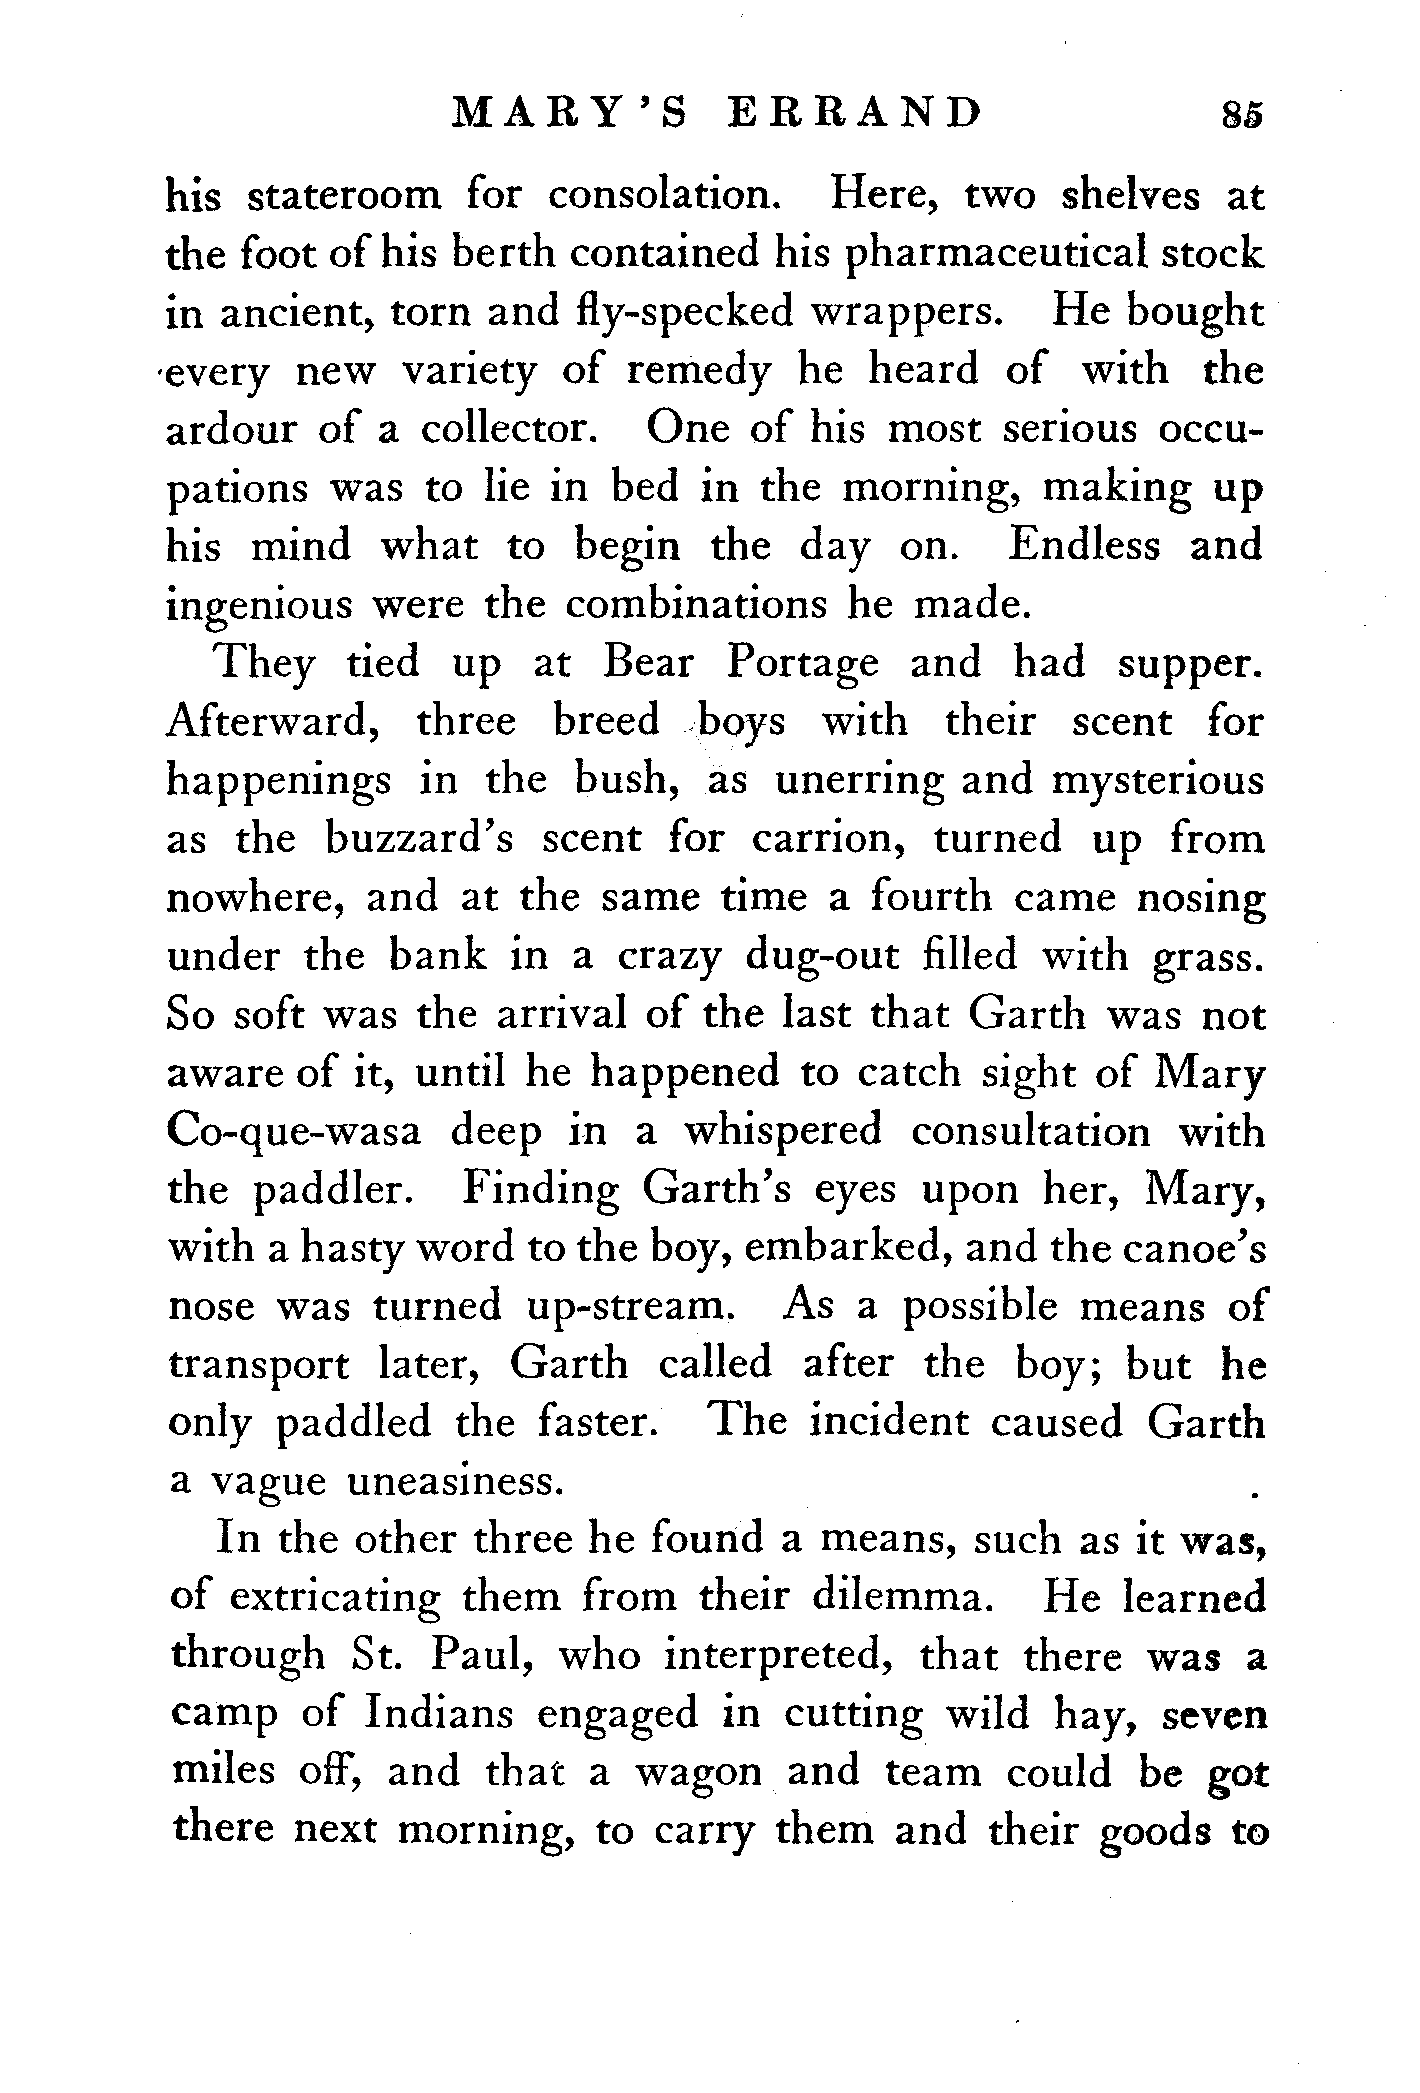 MARY'S ERRAND 85
his stateroom for consolation. Here, two shelves at
the foot of his berth contained his pharmaceutical stock
in ancient, torn and fly-specked wrappers. He bought
every new variety of remedy he heard of with the
ardour of a collector. One of his most serious occu-
pations was to lie in bed in the morning, making up
his mind what to begin the day on. Endless and
ingenious were the combinations he made.
They tied up at Bear Portage and had supper.
Afterward, three breed boys with their scent for
happenings in the bush, as unerring and mysterious
as the buzzard's scent for carrion, turned up from
nowhere, and at the same time a fourth came nosing
under the bank in a crazy dug-out filled with grass.
So soft was the arrival of the last that Garth was not
aware of it, until he happened to catch sight of Mary
Co-que-wasa deep in a whispered consultation with
the paddler. Finding Garth's eyes upon her, Mary,
with a hasty word to the boy, embarked, and the canoe's
nose was turned up-stream. As a possible means of
transport later, Garth called after the boy; but he
only paddled the faster. The incident caused Garth
a vague uneasiness.
In the other three he found a means, such as it was,
of extricating them from their dilemma. He learned
through St. Paul, who interpreted, that there was a
camp of Indians engaged in cutting wild hay, seven
miles off, and that a wagon and team could be got
there next morning, to carry them and their goods to